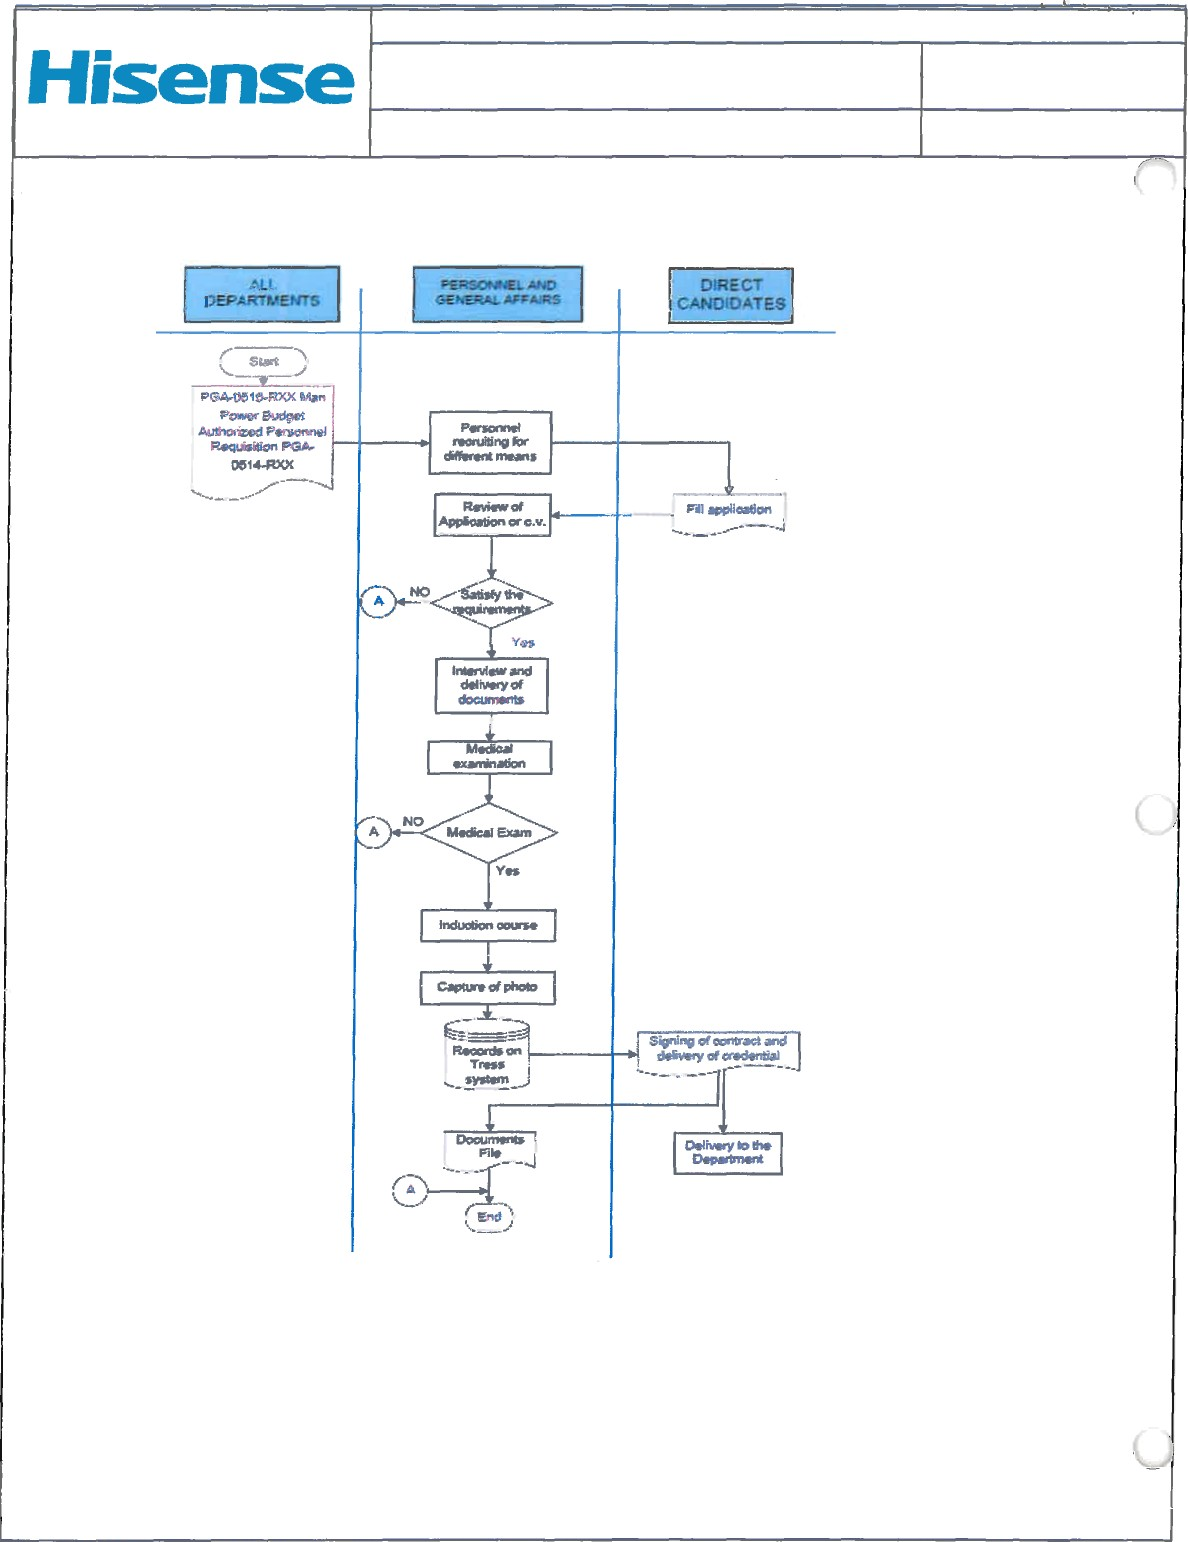 Hisense
ALL
DEPARTMENTS
PERSONNEL AND
GENERAL AFFAIRS
DIRECT
CANDIDATES
Start
PGA-0515-RXX Man
Power Budget
Authorized Personnel
Requisition PGA-
0514-RXX
Personnel
recruiting for
different means
Review of
Application or c.v.
Fill application
A
NO
Satisfy the
requirements
Yes
Interview and
delivery of
documents
Medical
examination
A
NO
Medical Exam
Yes
Induction course
Capture of photo
Records on
Tress
system
Signing of contract and
delivery of credential
Documents
File
Delivery to the
Department
A
End